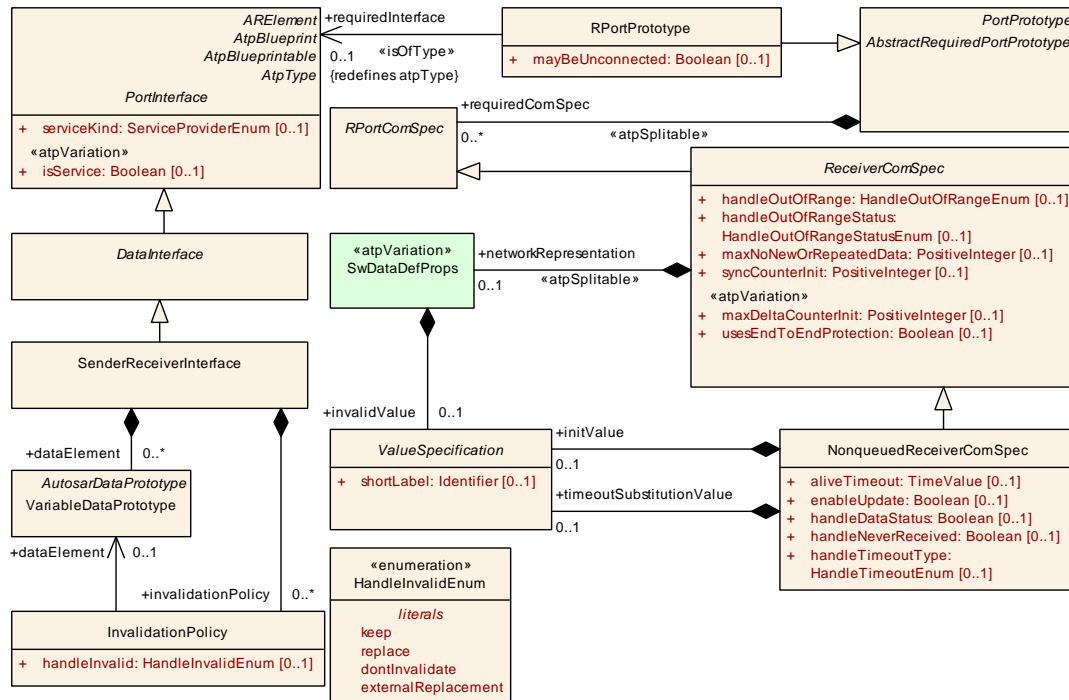 ARElement
AtpBlueprint
AtpBlueprintable
AtpType
PortInterface
+ serviceKind: ServiceProviderEnum [0..1]
«atpVariation»
+ isService: Boolean [0..1]
+requiredInterface
0..1
«isOfType»
{redefines atpType}
RPortPrototype
+ mayBeUnconnected: Boolean [0..1]
PortPrototype
AbstractRequiredPortPrototype
RPortComSpec
+requiredComSpec
0..*
«atpSplitable»
ReceiverComSpec
+ handleOutOfRange: HandleOutOfRangeEnum [0..1]
+ handleOutOfRangeStatus:
HandleOutOfRangeStatusEnum [0..1]
+ maxNoNewOrRepeatedData: PositiveInteger [0..1]
+ syncCounterInit: PositiveInteger [0..1]
«atpVariation»
+ maxDeltaCounterInit: PositiveInteger [0..1]
+ usesEndToEndProtection: Boolean [0..1]
DataInterface
«atpVariation»
SwDataDefProps
+networkRepresentation
0..1
«atpSplitable»
SenderReceiverInterface
+invalidValue
0..1
+dataElement
0..*
ValueSpecification
+ shortLabel: Identifier [0..1]
+initValue
0..1
+timeoutSubstitutionValue
0..1
NonqueuedReceiverComSpec
+ aliveTimeout: TimeValue [0..1]
+ enableUpdate: Boolean [0..1]
+ handleDataStatus: Boolean [0..1]
+ handleNeverReceived: Boolean [0..1]
+ handleTimeoutType:
HandleTimeoutEnum [0..1]
AutosarDataPrototype
VariableDataPrototype
+dataElement
0..1
+invalidationPolicy
0..*
InvalidationPolicy
+ handleInvalid: HandleInvalidEnum [0..1]
«enumeration»
HandleInvalidEnum
literals
keep
replace
dontInvalidate
externalReplacement